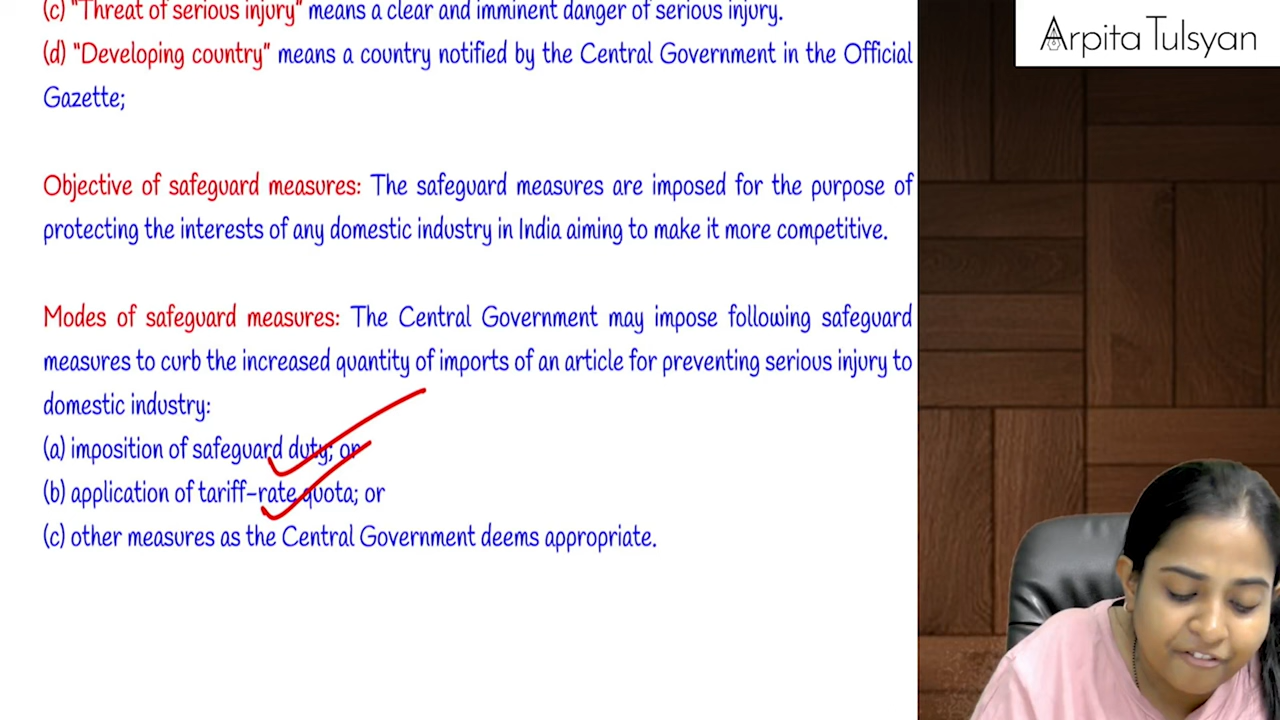 (c) “Threat of serious injury” means a clear and imminent danger of serious injury.
Arpita Tulsyan
(d) “Developing country” means a country notified by the Central Government in the Official
Gazette;
Objective of safeguard measures: The safeguard measures are imposed for the purpose of
protecting the interests of any domestic industry in India aiming to make it more competitive.
Modes of safeguard measures: The Central Government may impose following safeguard
measures to curb the increased quantity of imports of an article for preventing serious injury to
domestic industry:
(a) imposition of safeguard duty; or
(b) application of tariff-rate quota; or
(c) other measures as the Central Government deems appropriate.